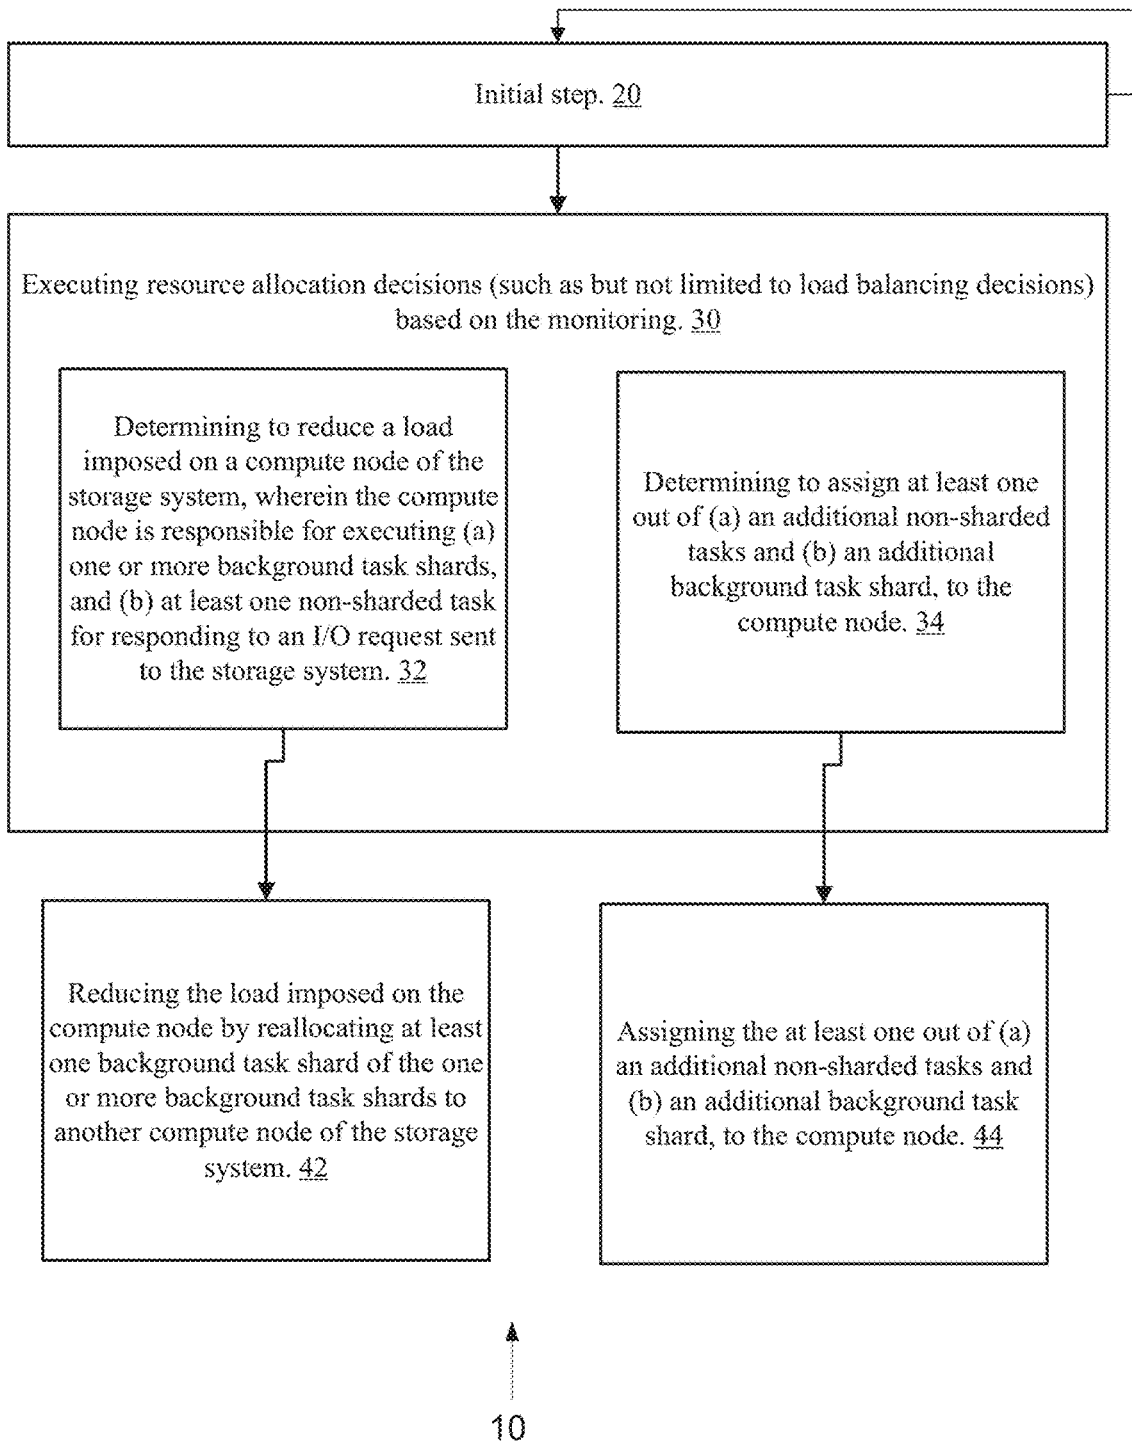 Initial step. 20
Executing resource allocation decisions (such as but not limited to load balancing decisions)
based on the monitoring. 30
Determining to reduce a load
imposed on a compute node of the
storage system, wherein the compute
node is responsible for executing (a)
one or more background task shards,
and (b) at least one non-sharded task
for responding to an I/O request sent
to the storage system. 32
Determining to assign at least one
out of (a) an additional non-sharded
tasks and (b) an additional
background task shard, to the
compute node. 34
Reducing the load imposed on the
compute node by reallocating at least
one background task shard of the one
or more background task shards to
another compute node of the storage
system. 42
Assigning the at least one out of (a)
an additional non-sharded tasks and
(b) an additional background task
shard, to the compute node. 44
10